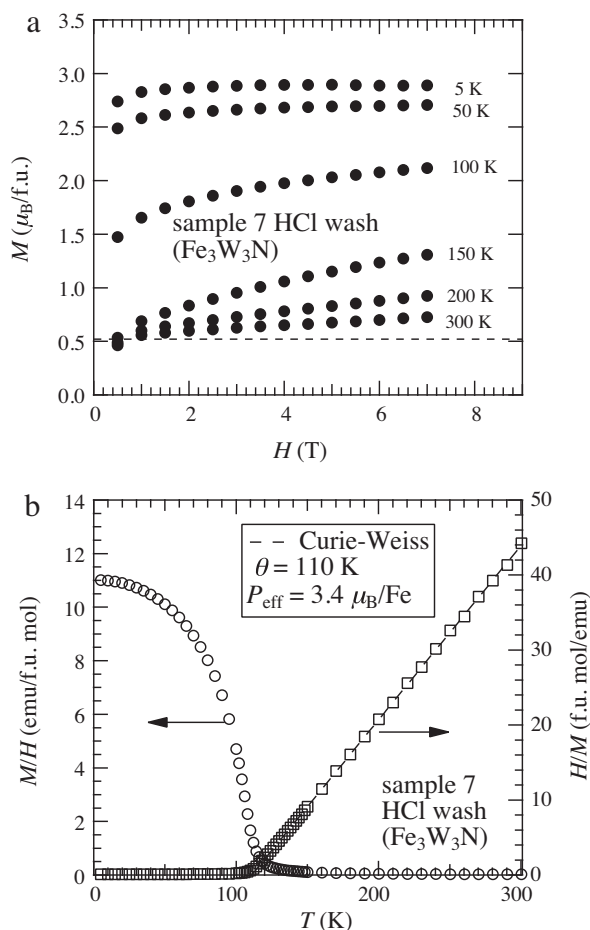 a
3.5
3.0
2.5
2.0
1.5
1.0
0.5
0.0
M (μB/f.u.)
5 K
50 K
100 K
150 K
200 K
300 K
sample 7 HCl wash
(Fe3W3N)
0
2
4
6
8
H (T)
b
14
12
10
8
6
4
2
0
M/H (emu/f.u. mol)
Curie-Weiss
θ = 110 K
Peff = 3.4 μB/Fe
50
40
30
20
10
0
H/M (f.u. mol/emu)
sample 7
HCl wash
(Fe3W3N)
0
100
200
300
T (K)